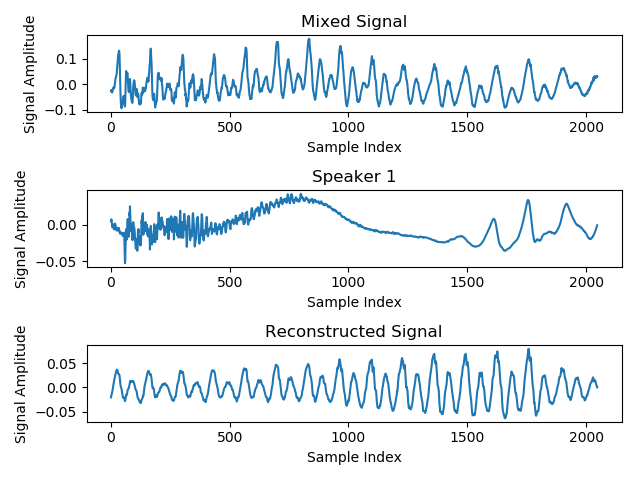 Mixed Signal
Signal Amplitude
0.1
0.0
−0.1
0 500 1000 1500 2000
Sample Index
Speaker 1
Signal Amplitude
0.00
−0.05
0 500 1000 1500 2000
Sample Index
Reconstructed Signal
Signal Amplitude
0.05
0.00
−0.05
0 500 1000 1500 2000
Sample Index